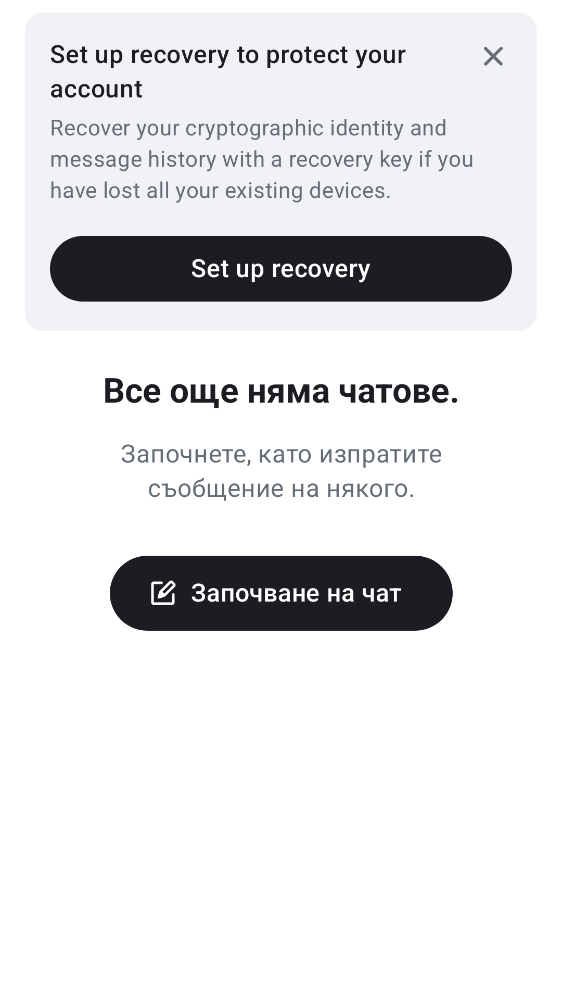 Set up recovery to protect your
account
Recover your cryptographic identity and
message history with a recovery key if you
have lost all your existing devices.
Set up recovery
Все още няма чатове.
Започнете, като изпратите
съобщение на някого.
Започване на чат